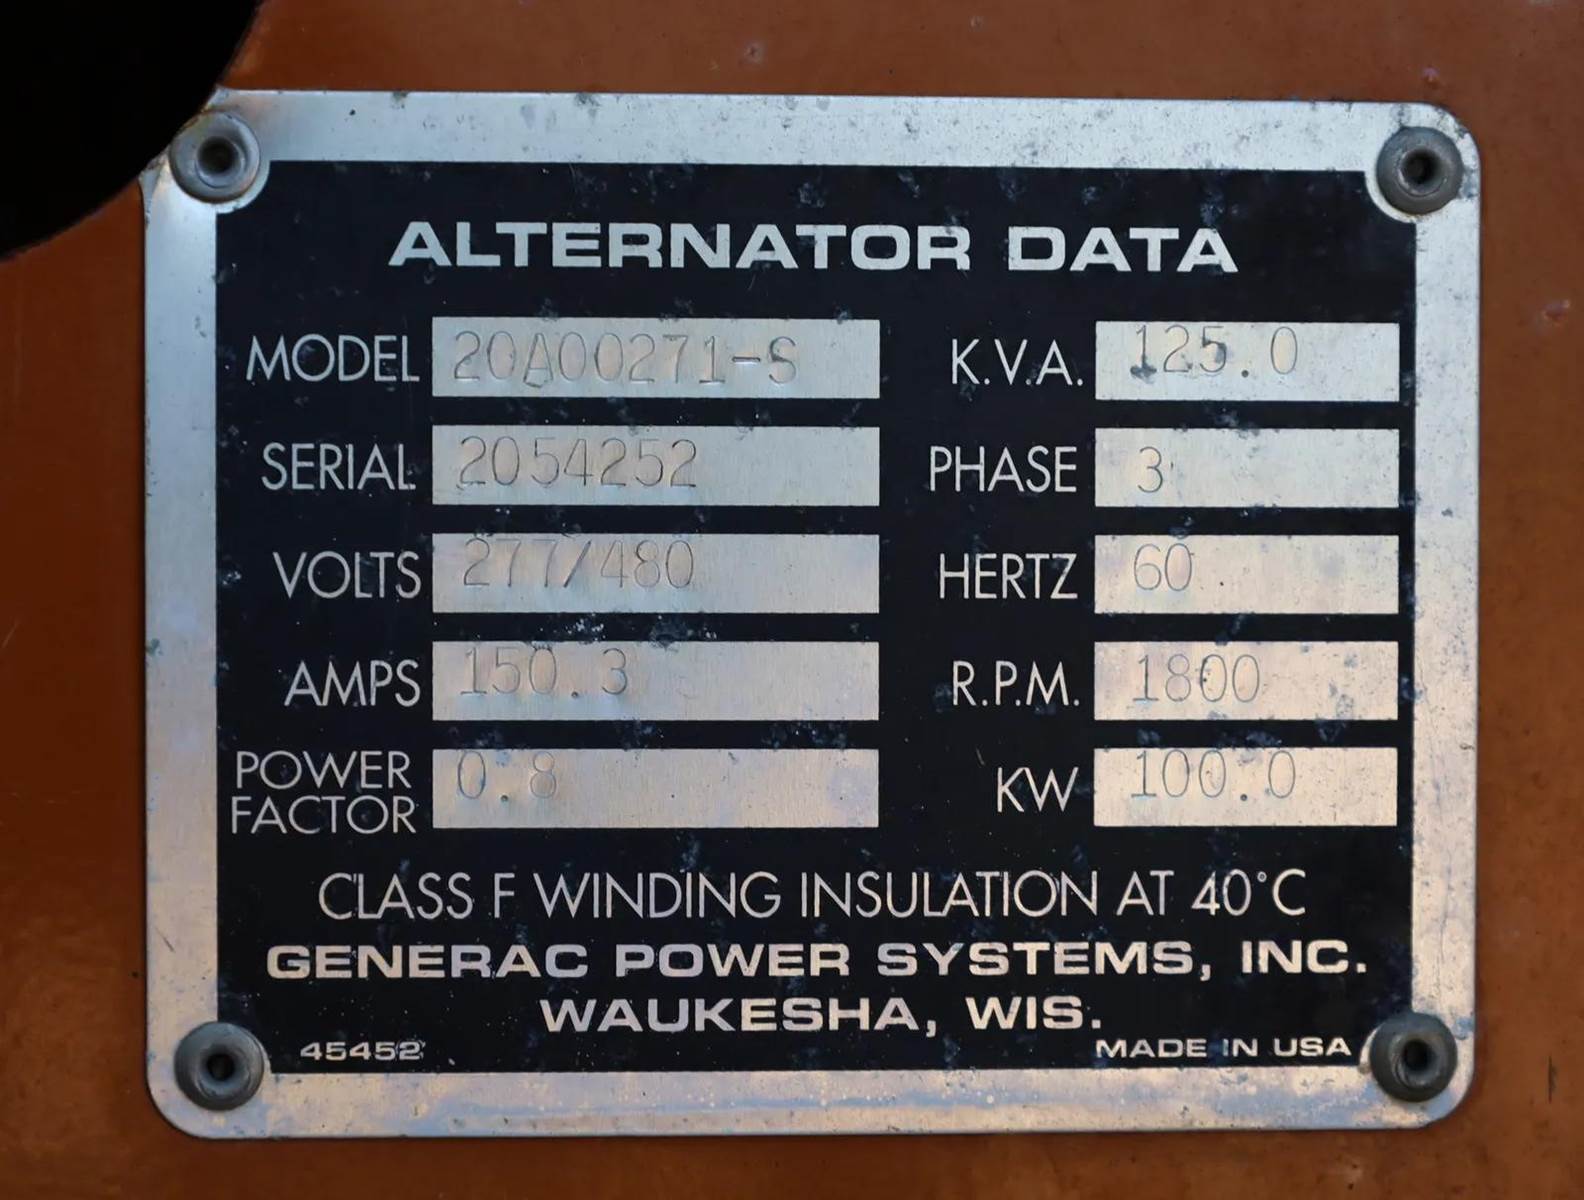 ALTERNATOR DATA
MODEL 20A00271-S K.V.A. 125.0
SERIAL 2054252 PHASE 3
VOLTS 277/480 HERTZ 60
AMPS 150.3 R.P.M. 1800
POWER FACTOR 0.8 KW 100.0
CLASS F WINDING INSULATION AT 40°C
GENERAC POWER SYSTEMS, INC.
WAUKESHA, WIS.
45452 MADE IN USA